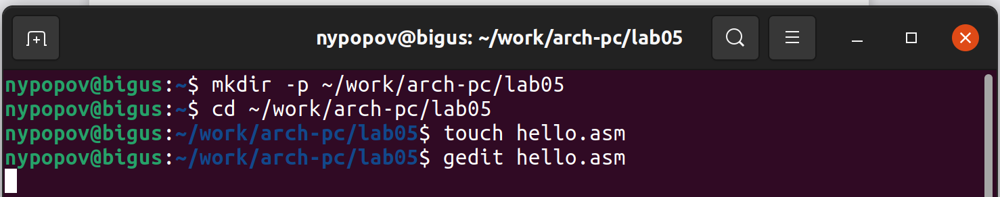 nypopov@bigus: ~/work/arch-pc/lab05
nypopov@bigus:~$ mkdir -p ~/work/arch-pc/lab05
nypopov@bigus:~$ cd ~/work/arch-pc/lab05
nypopov@bigus:~/work/arch-pc/lab05$ touch hello.asm
nypopov@bigus:~/work/arch-pc/lab05$ gedit hello.asm